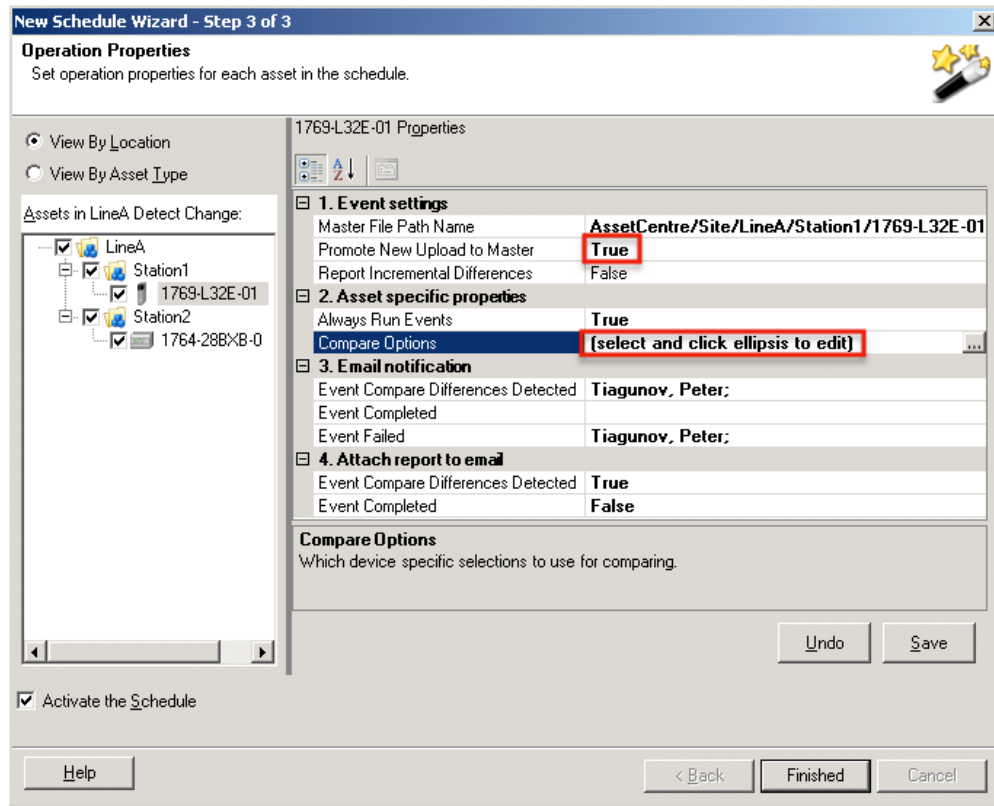 New Schedule Wizard - Step 3 of 3
Operation Properties
Set operation properties for each asset in the schedule.
View By Location
View By Asset Type
Assets in LineA Detect Change:
LineA
Station1
1769-L32E-01
Station2
1764-28BXB-0
1769-L32E-01 Properties
1. Event settings
Master File Path Name AssetCentre/Site/LineA/Station1/1769-L32E-01
Promote New Upload to Master True
Report Incremental Differences False
2. Asset specific properties
Always Run Events True
Compare Options (select and click ellipsis to edit) ...
3. Email notification
Event Compare Differences Detected Tiagunov, Peter;
Event Completed
Event Failed Tiagunov, Peter;
4. Attach report to email
Event Compare Differences Detected True
Event Completed False
Compare Options
Which device specific selections to use for comparing.
Undo Save
Activate the Schedule
Help < Back Finished Cancel